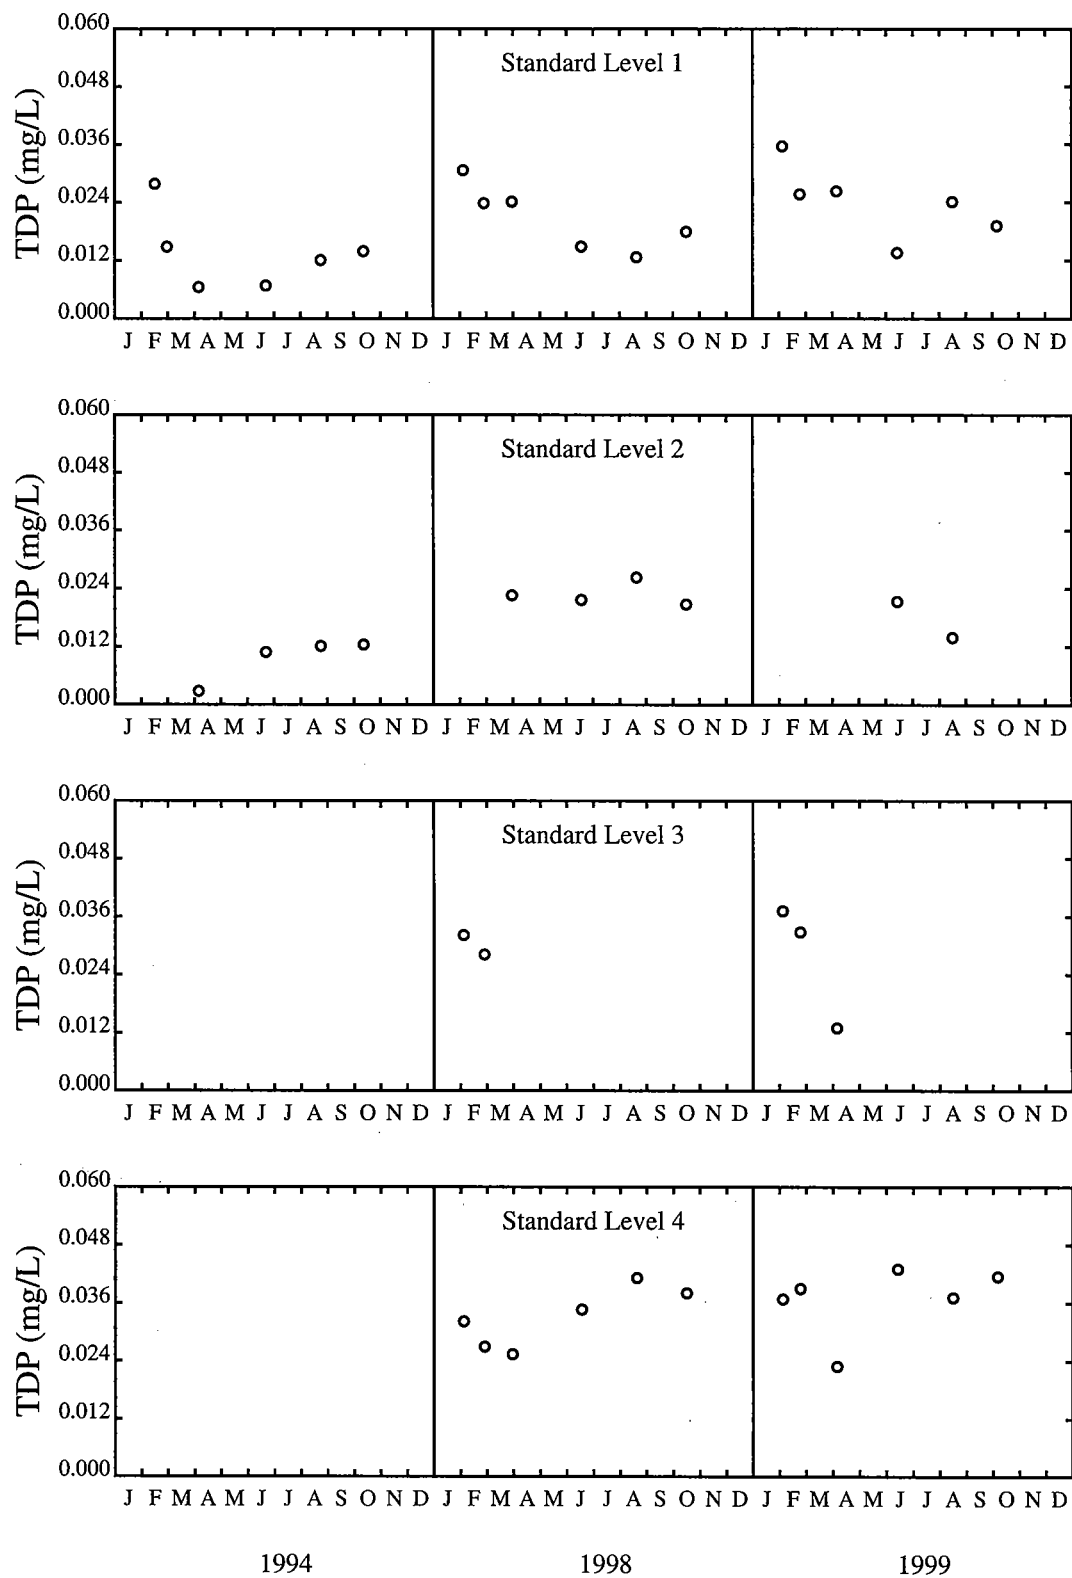 0.060
Standard Level 1
0.048
0.036
0.024
0.012
0.000
TDP (mg/L)
J F M A M J J A S O N D J F M A M J J A S O N D J F M A M J J A S O N D
0.060
Standard Level 2
0.048
0.036
0.024
0.012
0.000
TDP (mg/L)
J F M A M J J A S O N D J F M A M J J A S O N D J F M A M J J A S O N D
0.060
Standard Level 3
0.048
0.036
0.024
0.012
0.000
TDP (mg/L)
J F M A M J J A S O N D J F M A M J J A S O N D J F M A M J J A S O N D
0.060
Standard Level 4
0.048
0.036
0.024
0.012
0.000
TDP (mg/L)
J F M A M J J A S O N D J F M A M J J A S O N D J F M A M J J A S O N D
1994 1998 1999